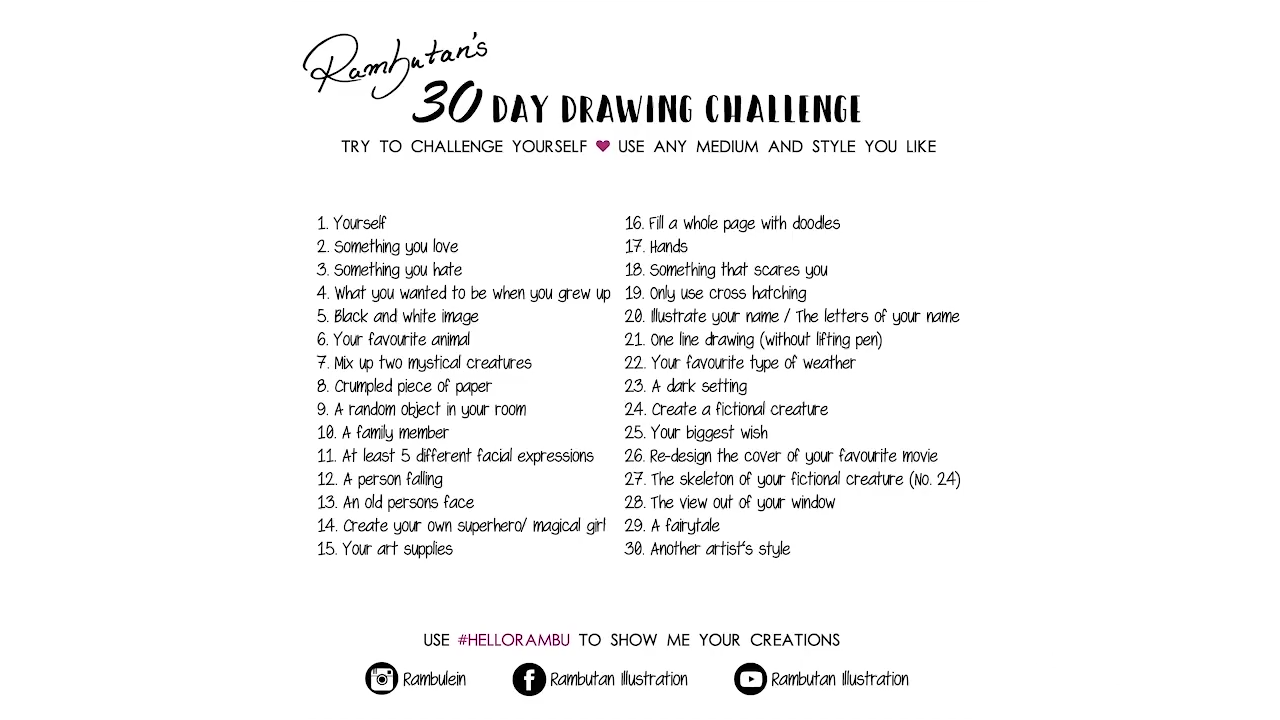 Rambutan's
30 DAY DRAWING CHALLENGE
TRY TO CHALLENGE YOURSELF ♥ USE ANY MEDIUM AND STYLE YOU LIKE
1. Yourself
2. Something you love
3. Something you hate
4. What you wanted to be when you grew up
5. Black and white image
6. Your favourite animal
7. Mix up two mystical creatures
8. Crumpled piece of paper
9. A random object in your room
10. A family member
11. At least 5 different facial expressions
12. A person falling
13. An old persons face
14. Create your own superhero/ magical girl
15. Your art supplies
16. Fill a whole page with doodles
17. Hands
18. Something that scares you
19. Only use cross hatching
20. Illustrate your name / The letters of your name
21. One line drawing (without lifting pen)
22. Your favourite type of weather
23. A dark setting
24. Create a fictional creature
25. Your biggest wish
26. Re-design the cover of your favourite movie
27. The skeleton of your fictional creature (No. 24)
28. The view out of your window
29. A fairytale
30. Another artist's style
USE #HELLORAMBU TO SHOW ME YOUR CREATIONS
Rambulein Rambutan Illustration Rambutan Illustration